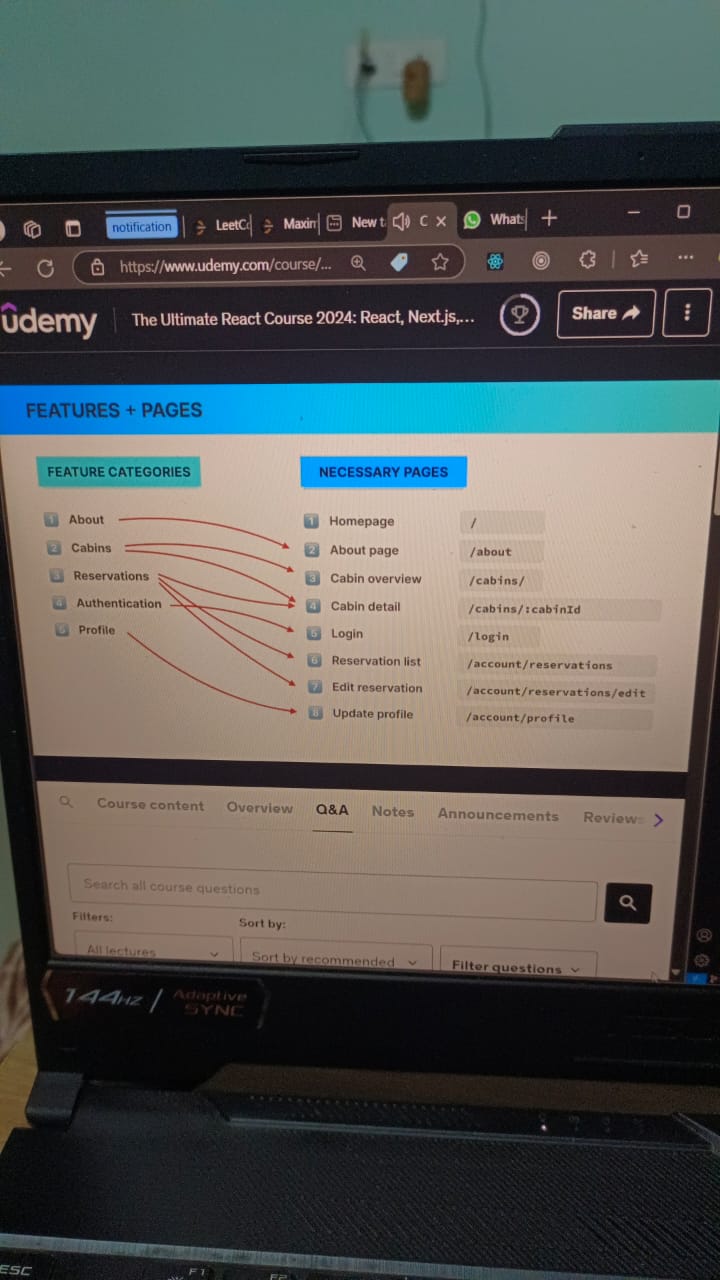 notification
LeetCo
Maxim
New t
C
What
https://www.udemy.com/course/...
ûdemy
The Ultimate React Course 2024: React, Next.js,...
Share
FEATURES + PAGES
FEATURE CATEGORIES
1 About
2 Cabins
3 Reservations
4 Authentication
5 Profile
NECESSARY PAGES
1 Homepage /
2 About page /about
3 Cabin overview /cabins/
4 Cabin detail /cabins/:cabinId
5 Login /login
6 Reservation list /account/reservations
7 Edit reservation /account/reservations/edit
8 Update profile /account/profile
Course content Overview Q&A Notes Announcements Reviews
Search all course questions
Filters:
Sort by:
All lectures
Sort by recommended
Filter questions
144Hz / Adaptive SYNC
ESC
F1
F2